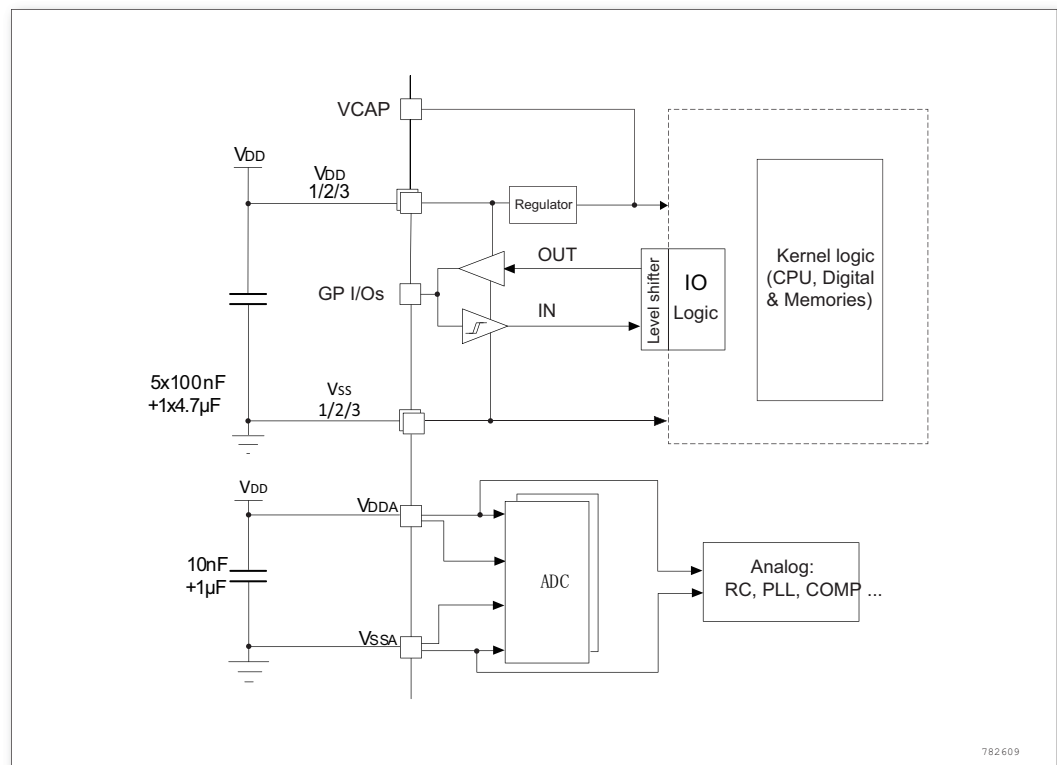 VCAP
VDD
VDD
1/2/3
Regulator
OUT
GP I/Os
IN
Level shifter
IO
Logic
Kernel logic
(CPU, Digital
& Memories)
5x100nF
+1x4.7µF
VSS
1/2/3
VDD
VDDA
10nF
+1µF
ADC
Analog:
RC, PLL, COMP ...
VSSA
782609